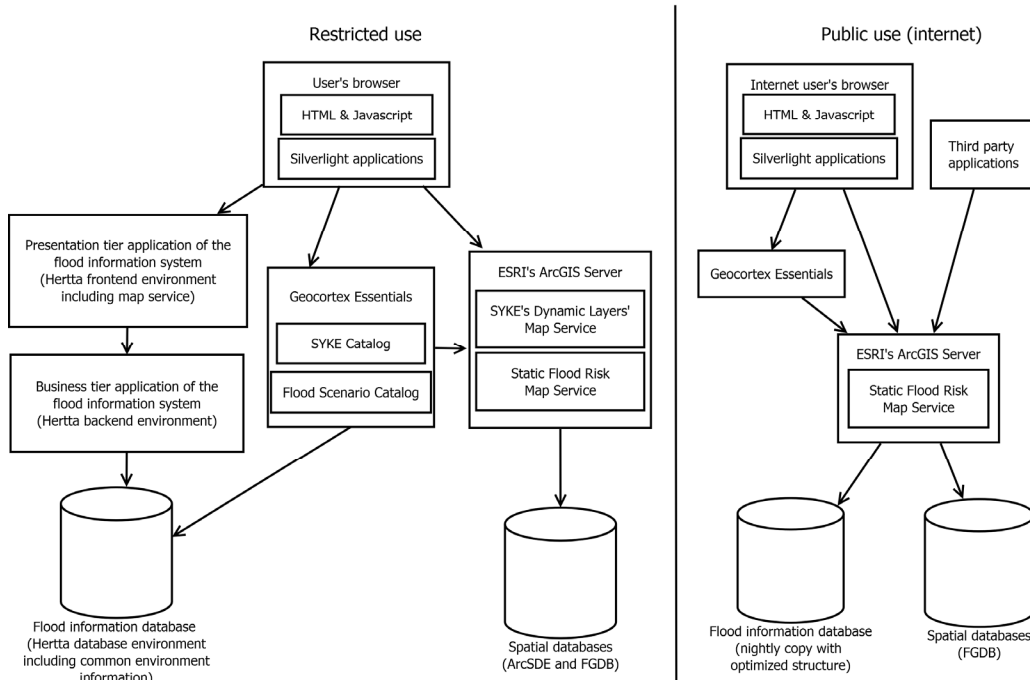 Restricted use
User's browser
HTML & Javascript
Silverlight applications
Presentation tier application of the
flood information system
(Hertta frontend environment
including map service)
Business tier application of the
flood information system
(Hertta backend environment)
Geocortex Essentials
SYKE Catalog
Flood Scenario Catalog
ESRI's ArcGIS Server
SYKE's Dynamic Layers'
Map Service
Static Flood Risk
Map Service
Flood information database
(Hertta database environment
including common environment
information)
Spatial databases
(ArcSDE and FGDB)
Public use (internet)
Internet user's browser
HTML & Javascript
Silverlight applications
Third party
applications
Geocortex Essentials
ESRI's ArcGIS Server
Static Flood Risk
Map Service
Flood information database
(nightly copy with
optimized structure)
Spatial databases
(FGDB)